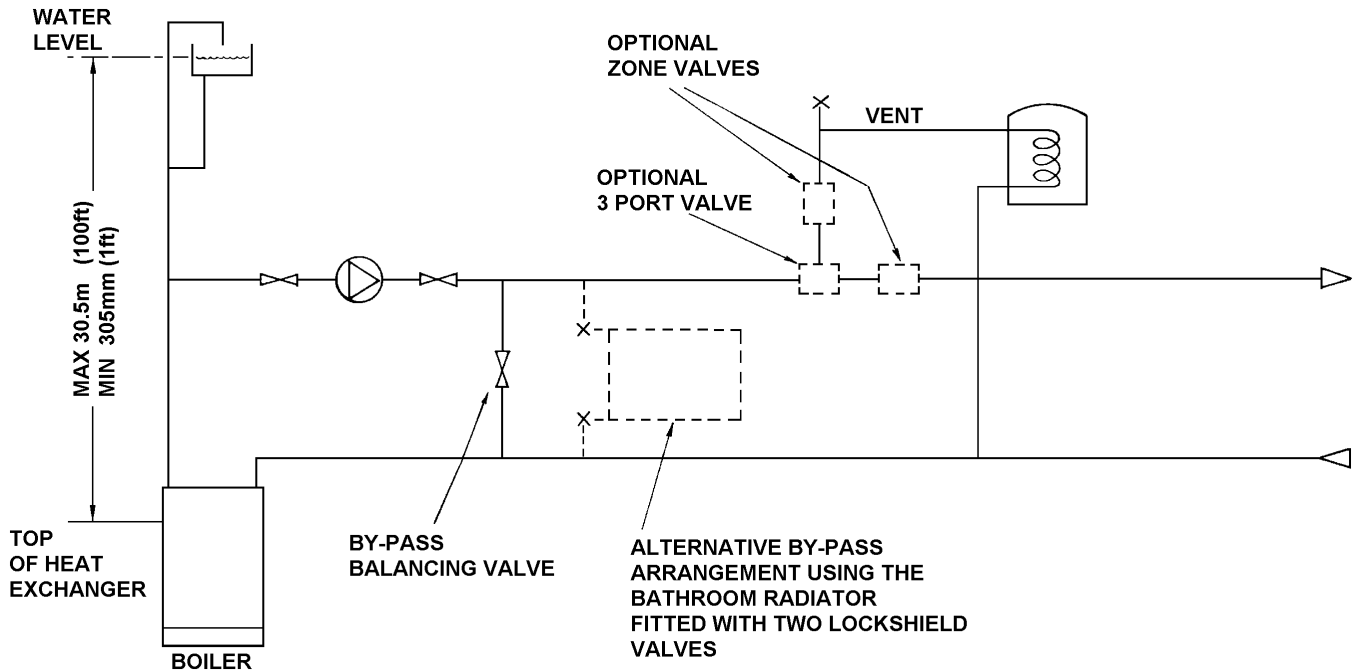 WATER
LEVEL
OPTIONAL
ZONE VALVES
VENT
OPTIONAL
3 PORT VALVE
MAX 30.5m (100ft)
MIN 305mm (1ft)
TOP
OF HEAT
EXCHANGER
BY-PASS
BALANCING VALVE
ALTERNATIVE BY-PASS
ARRANGEMENT USING THE
BATHROOM RADIATOR
FITTED WITH TWO LOCKSHIELD
VALVES
BOILER